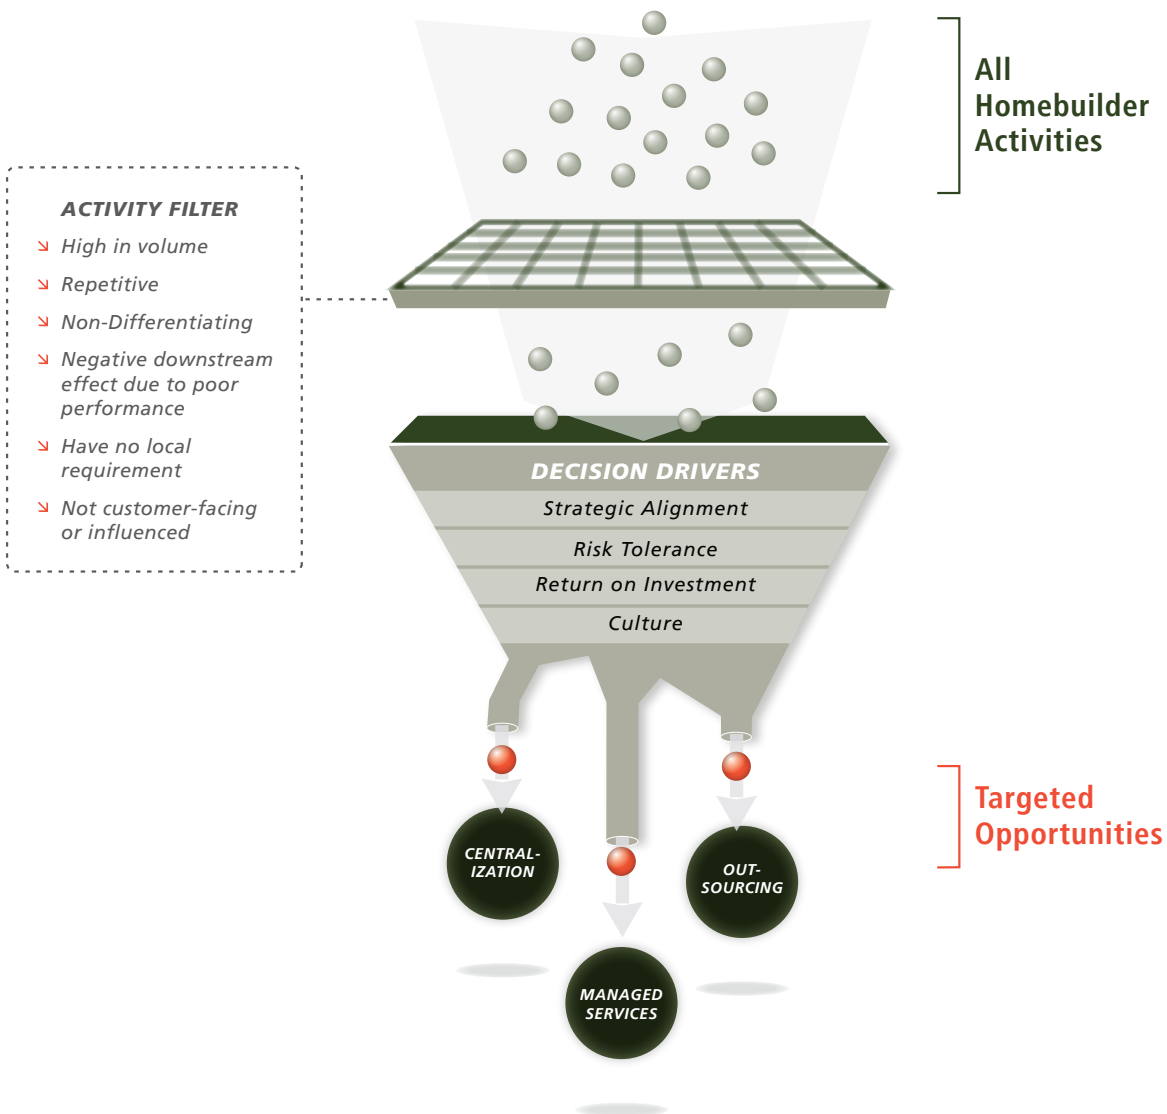 All
Homebuilder
Activities
ACTIVITY FILTER
High in volume
Repetitive
Non-Differentiating
Negative downstream
effect due to poor
performance
Have no local
requirement
Not customer-facing
or influenced
DECISION DRIVERS
Strategic Alignment
Risk Tolerance
Return on Investment
Culture
Targeted
Opportunities
CENTRAL-
IZATION
OUT-
SOURCING
MANAGED
SERVICES